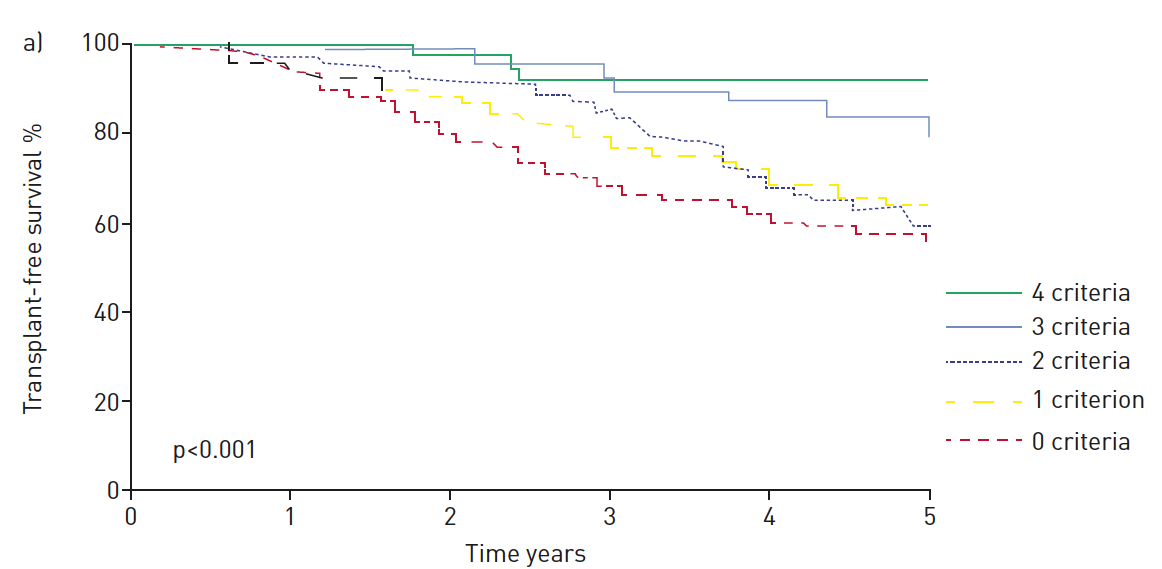 a)
Transplant-free survival %
100
80
60
40
20
0
p<0.001
0 1 2 3 4 5
Time years
4 criteria
3 criteria
2 criteria
1 criterion
0 criteria